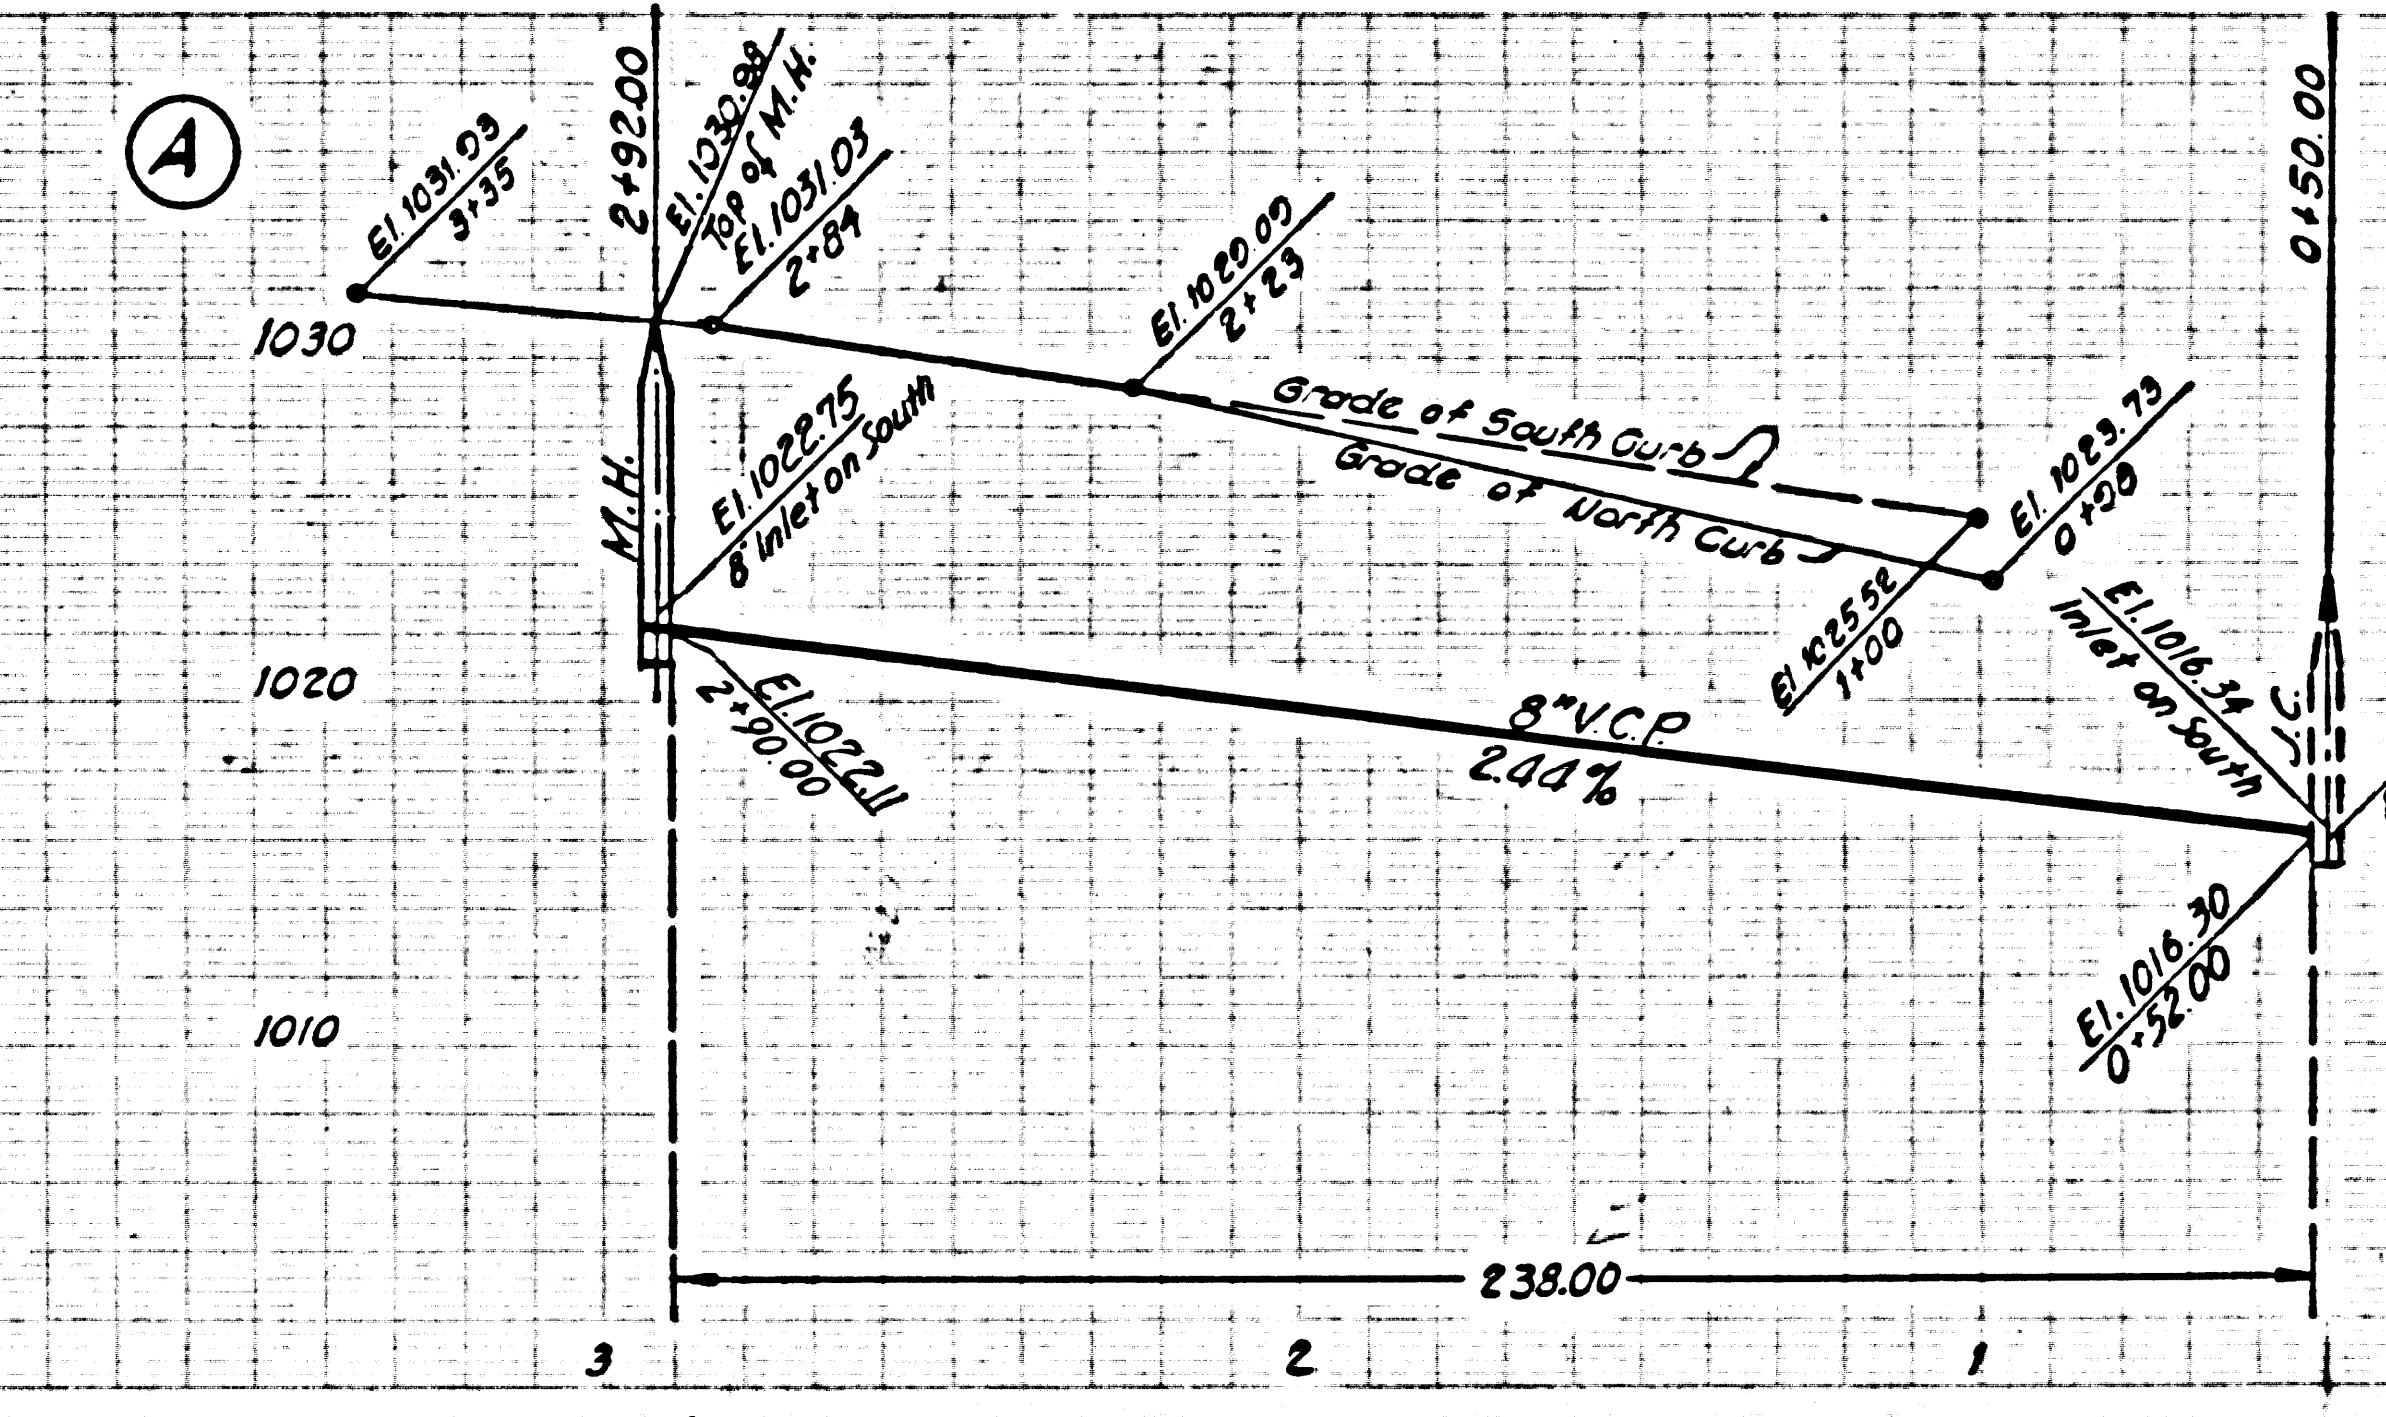 A
El. 1031.93
3+35
2+92.00
El. 1030.98
Top of M.H.
El. 1031.03
2+84
El. 1029.09
2+23
0+50.00
1030
Grade of South Curb
Grade of North Curb
El. 1023.73
0+98
M.H.
El. 1022.75
8" Inlet on South
El 1025 52
1+00
El. 1016.34
Inlet on South
1020
El. 1022.11
2+90.00
8" V.C.P.
2.44 %
El. 1016.30
0+52.00
1010
238.00
3
2
1